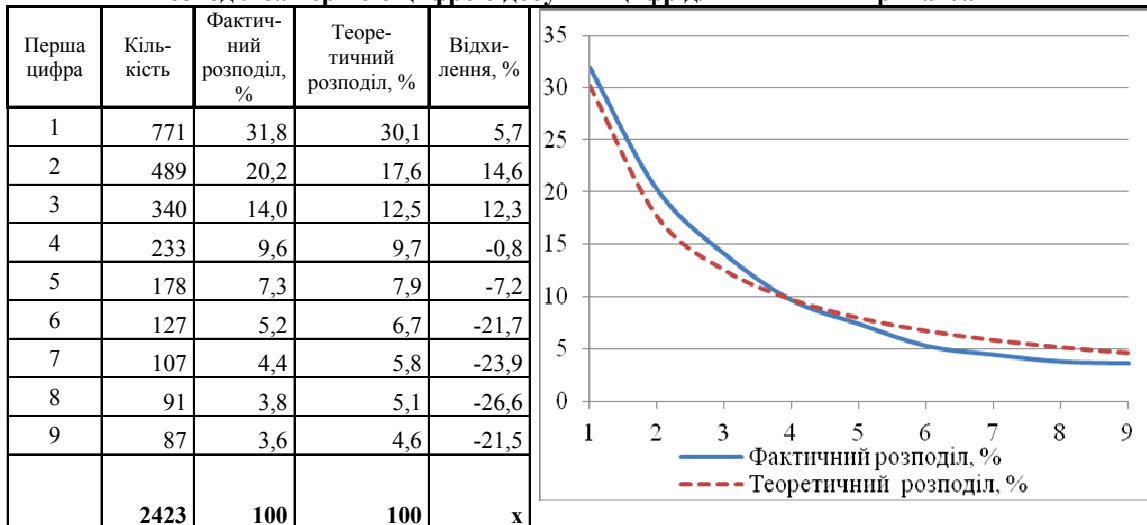 Перша цифра Кіль-кість Фактич-ний розподіл, % Теоре-тичний розподіл, % Відхи-лення, %
1 771 31,8 30,1 5,7
2 489 20,2 17,6 14,6
3 340 14,0 12,5 12,3
4 233 9,6 9,7 -0,8
5 178 7,3 7,9 -7,2
6 127 5,2 6,7 -21,7
7 107 4,4 5,8 -23,9
8 91 3,8 5,1 -26,6
9 87 3,6 4,6 -21,5
2423 100 100 х
35
30
25
20
15
10
5
0
1 2 3 4 5 6 7 8 9
Фактичний розподіл, %
Теоретичний розподіл, %